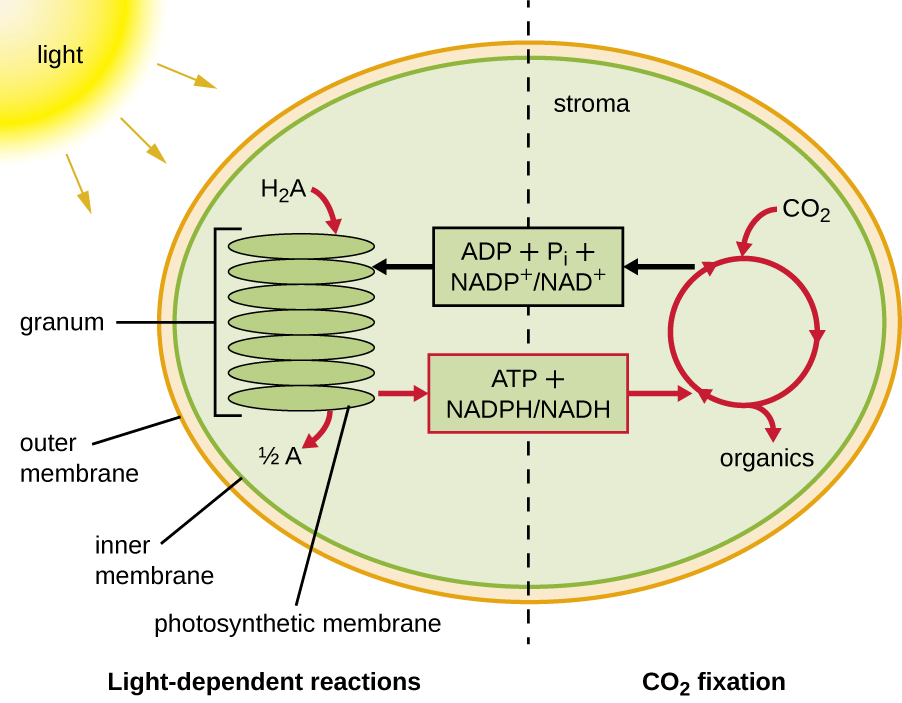 light
stroma
H₂A
CO₂
ADP + Pᵢ +
NADP⁺/NAD⁺
granum
ATP +
NADPH/NADH
½ A
organics
outer
membrane
inner
membrane
photosynthetic membrane
Light-dependent reactions
CO₂ fixation